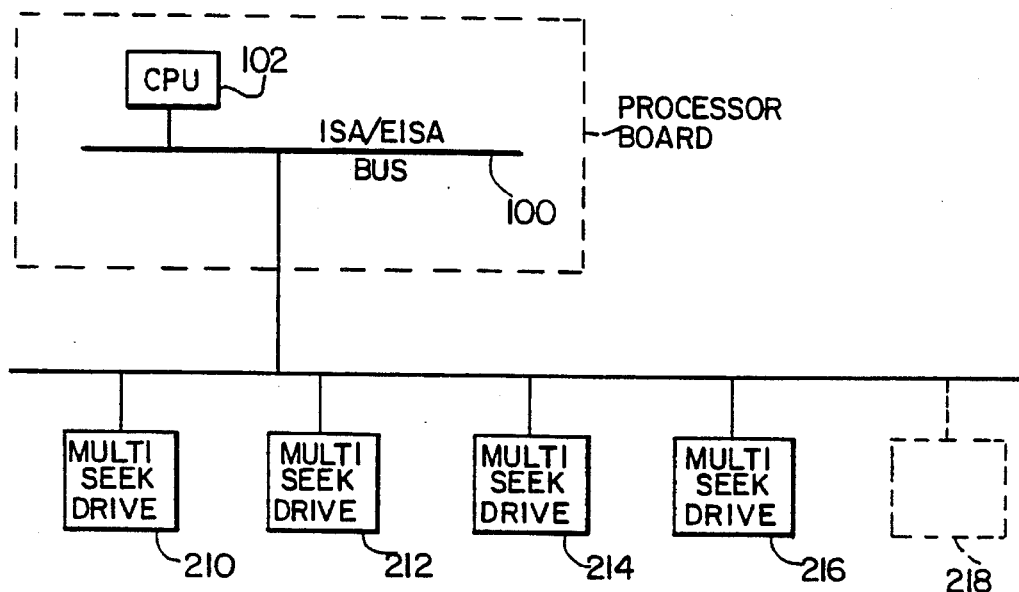 CPU
102
ISA/EISA
BUS
100
PROCESSOR
BOARD
MULTI
SEEK
DRIVE
210
MULTI
SEEK
DRIVE
212
MULTI
SEEK
DRIVE
214
MULTI
SEEK
DRIVE
216
218